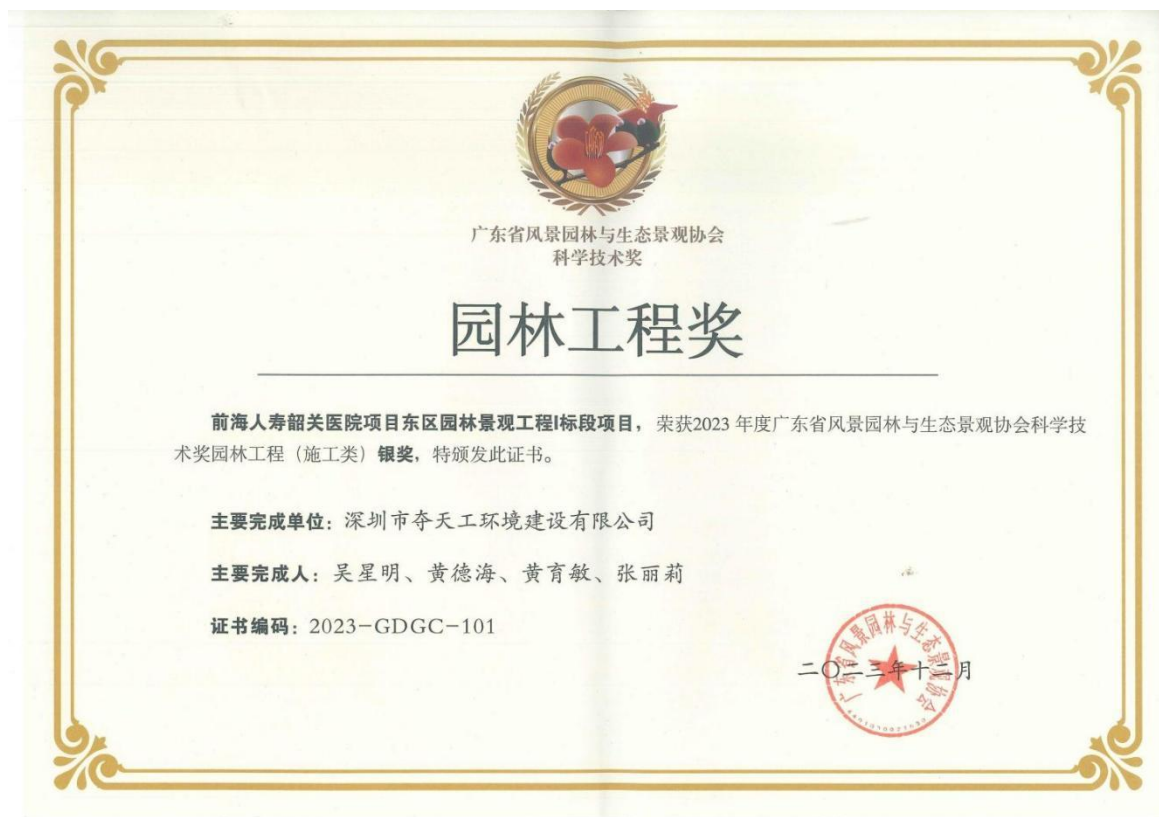 广东省风景园林与生态景观协会
科学技术奖
园林工程奖
前海人寿韶关医院项目东区园林景观工程I标段项目，荣获2023 年度广东省风景园林与生态景观协会科学技
术奖园林工程（施工类）银奖，特颁发此证书。
主要完成单位：深圳市夺天工环境建设有限公司
主要完成人：吴星明、黄德海、黄育敏、张丽莉
证书编码：2023-GDGC-101
广东省风景园林与生态景观协会
二〇二三年十二月